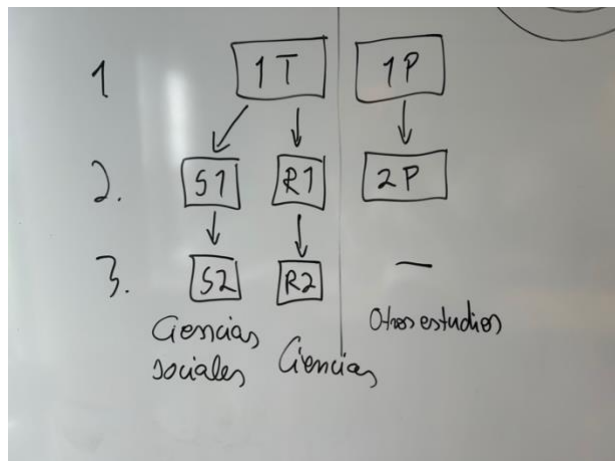 1 1T 1P
2. S1 R1 2P
3. S2 R2 —
Ciencias sociales
Ciencias
Otros estudios